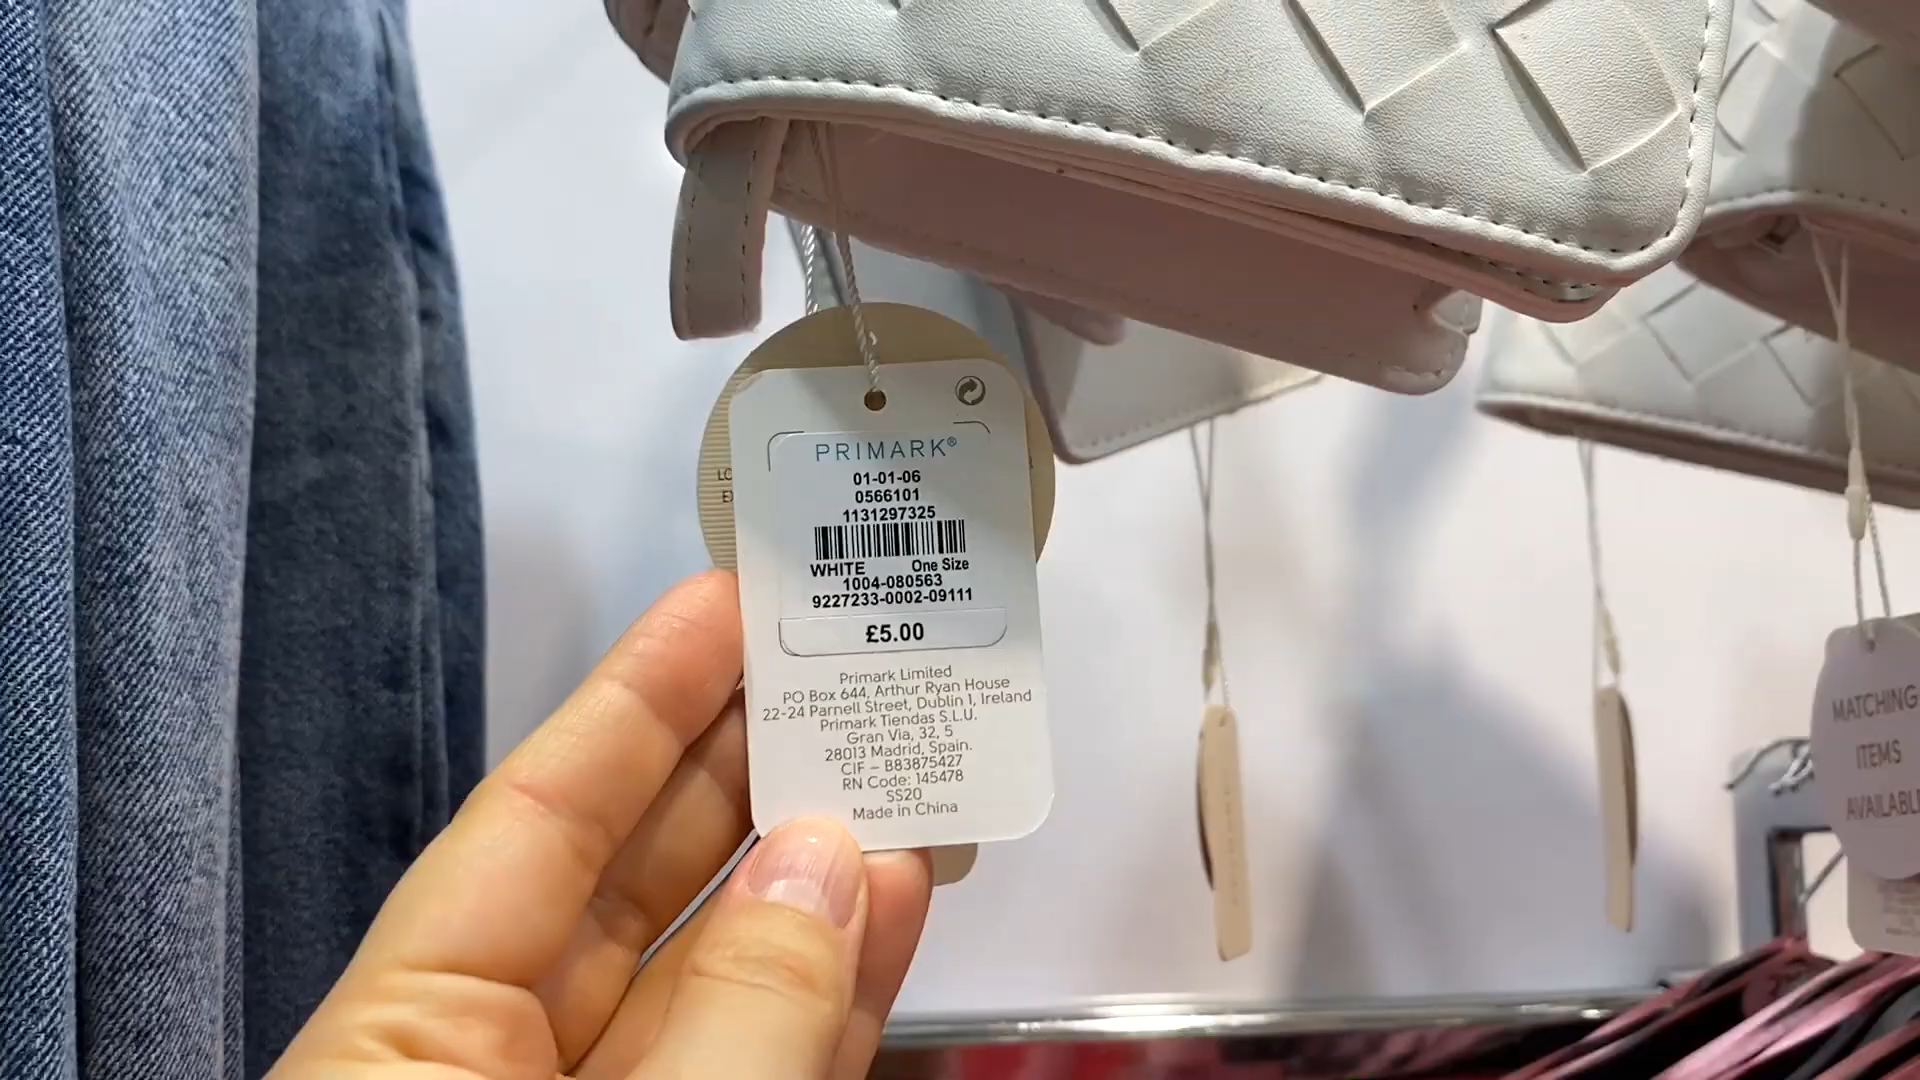 PRIMARK®
01-01-06
0566101
1131297325
WHITE One Size
1004-080563
9227233-0002-09111
£5.00
Primark Limited
PO Box 644, Arthur Ryan House
22-24 Parnell Street, Dublin 1, Ireland
Primark Tiendas S.L.U.
Gran Via, 32, 5
28013 Madrid, Spain.
CIF – B83875427
RN Code: 145478
SS20
Made in China
MATCHING
ITEMS
AVAILABL